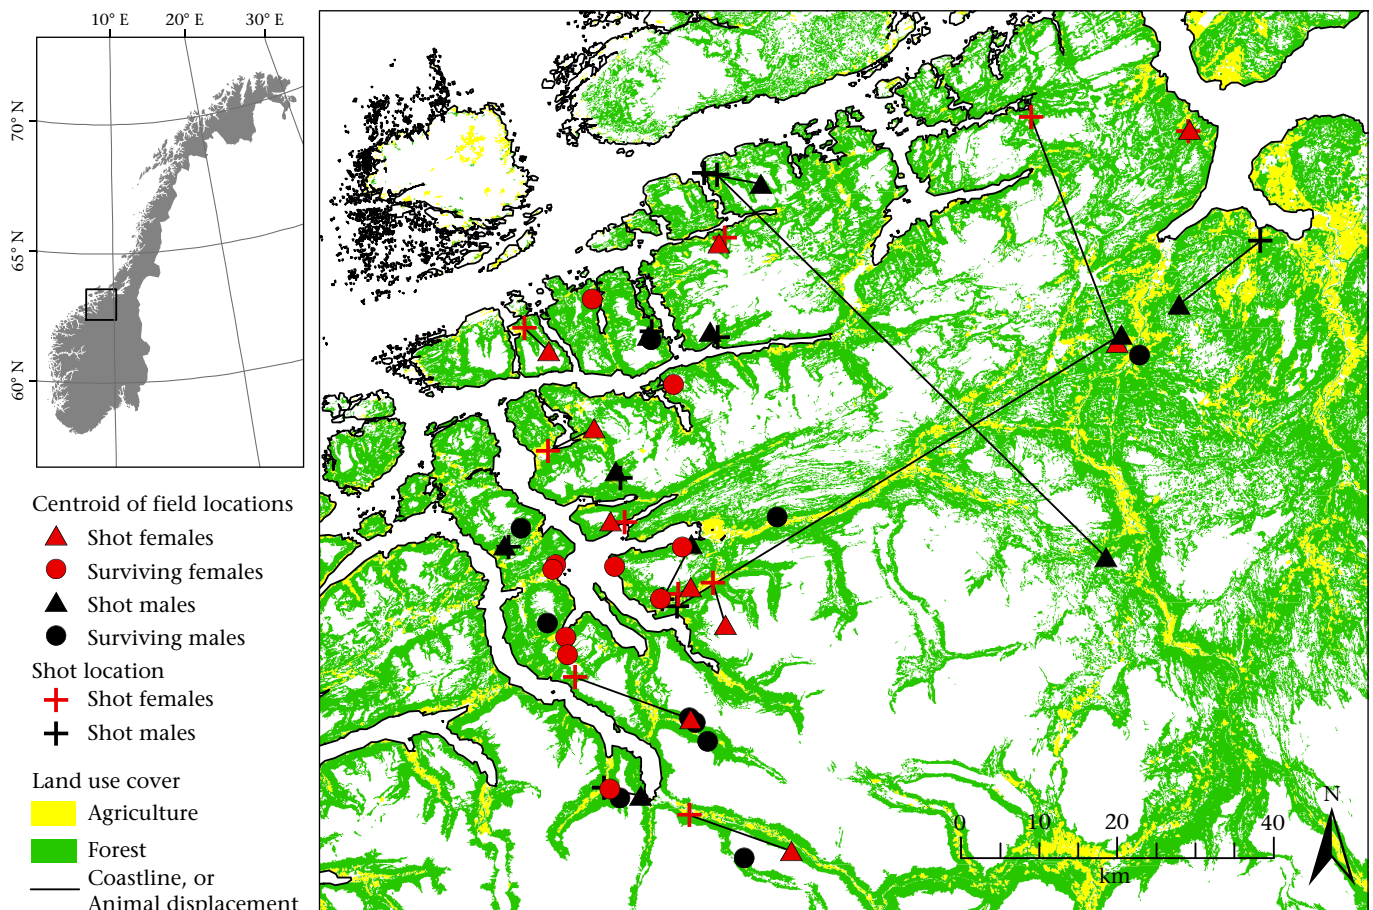 10° E 20° E 30° E
70° N
65° N
60° N
Centroid of field locations
Shot females
Surviving females
Shot males
Surviving males
Shot location
Shot females
Shot males
Land use cover
Agriculture
Forest
Coastline, or
Animal displacement
N
0 10 20 40
km